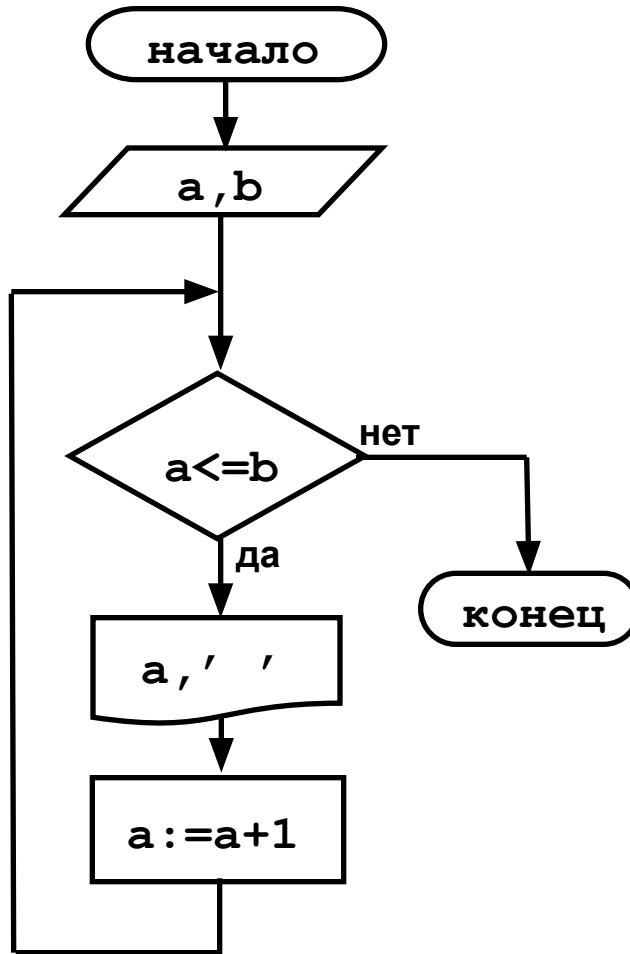 начало
a,b
a<=b
нет
да
конец
a,′ ′
a:=a+1